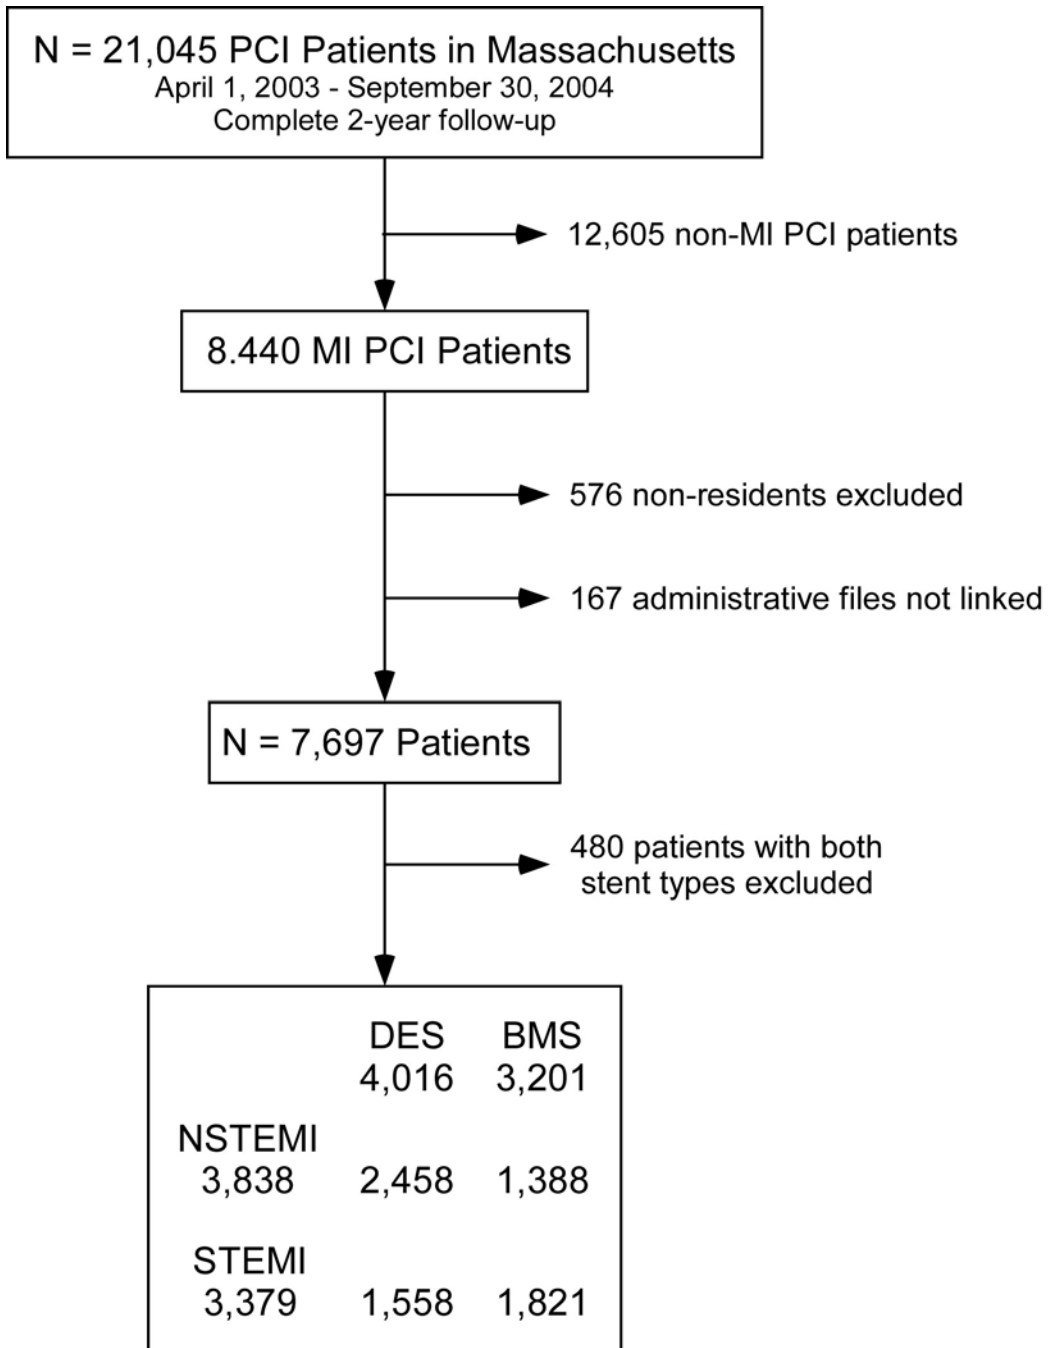 N = 21,045 PCI Patients in Massachusetts
April 1, 2003 - September 30, 2004
Complete 2-year follow-up
12,605 non-MI PCI patients
8.440 MI PCI Patients
576 non-residents excluded
167 administrative files not linked
N = 7,697 Patients
480 patients with both
stent types excluded
DES BMS
4,016 3,201
NSTEMI
3,838 2,458 1,388
STEMI
3,379 1,558 1,821